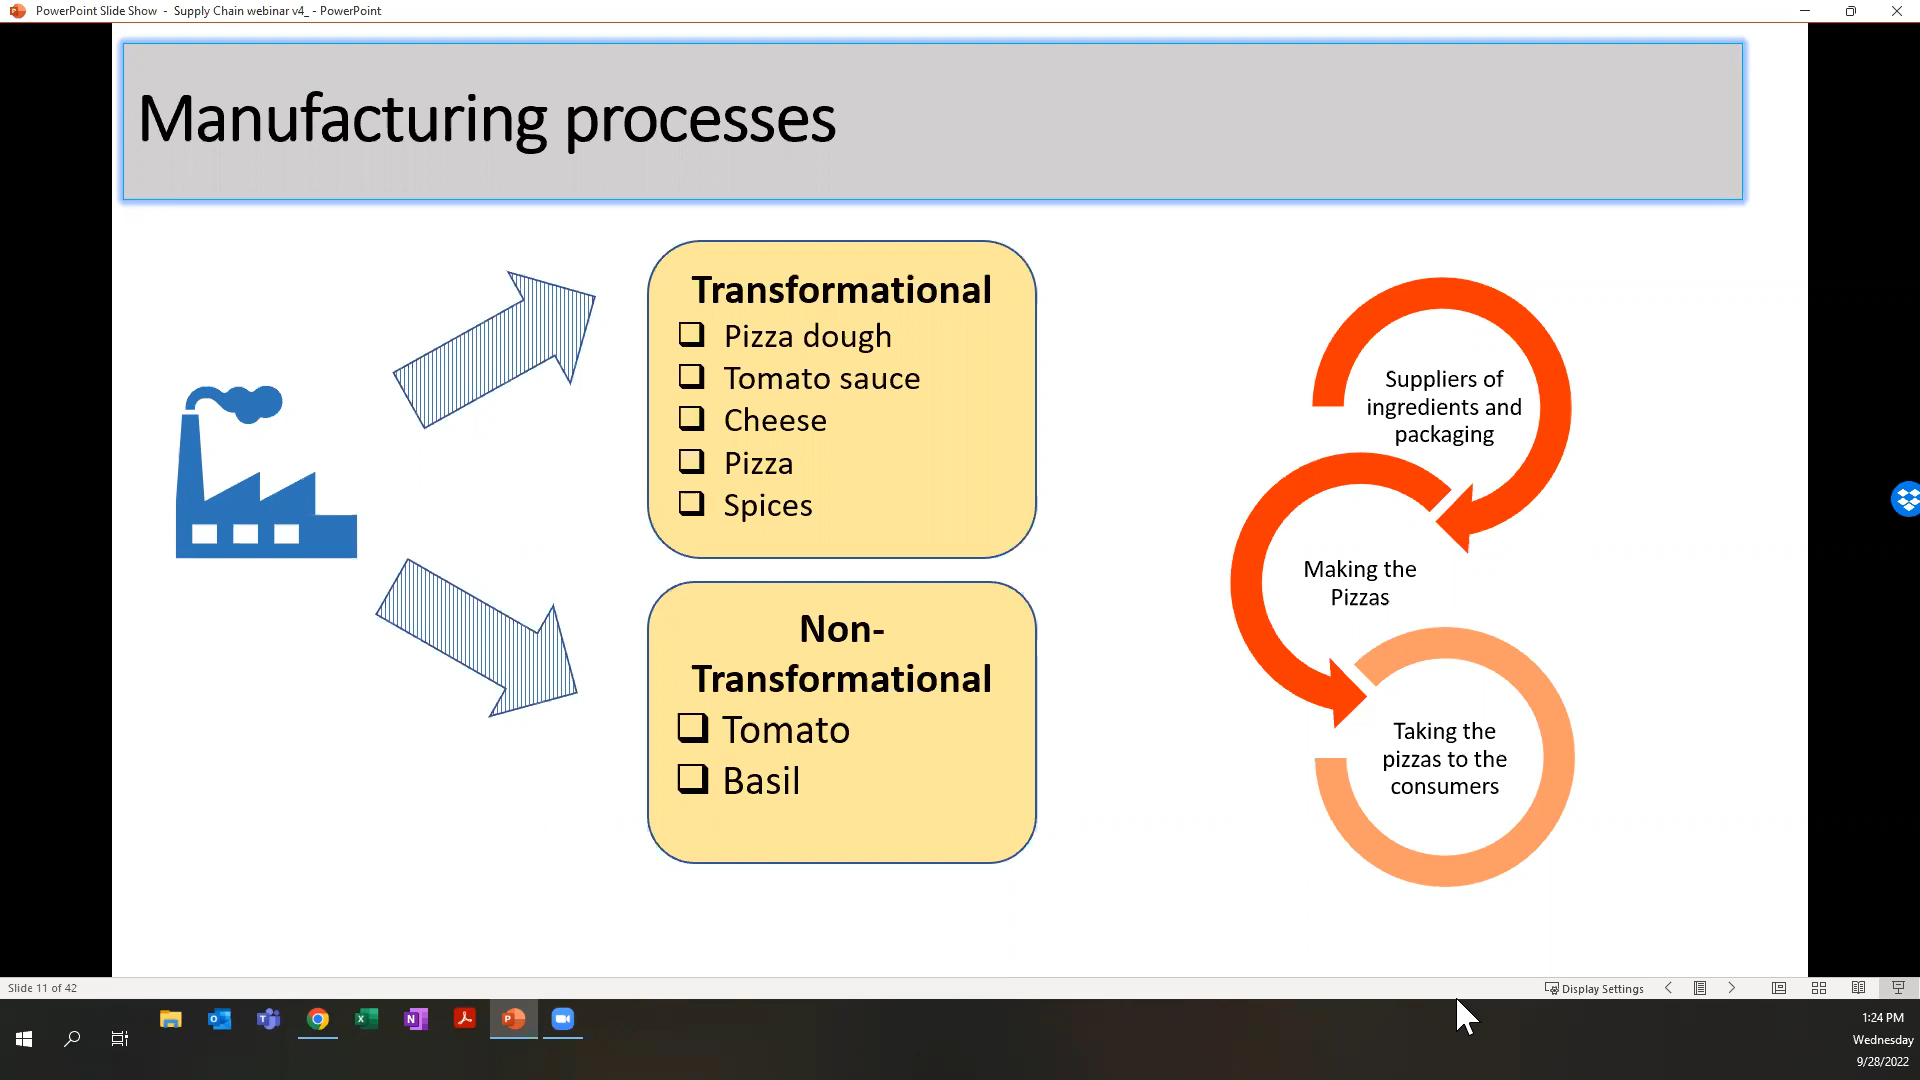 PowerPoint Slide Show - Supply Chain webinar v4_ - PowerPoint
Manufacturing processes
Transformational
Pizza dough
Tomato sauce
Cheese
Pizza
Spices
Non-
Transformational
Tomato
Basil
Suppliers of
ingredients and
packaging
Making the
Pizzas
Taking the
pizzas to the
consumers
Slide 11 of 42
Display Settings
1:24 PM
Wednesday
9/28/2022